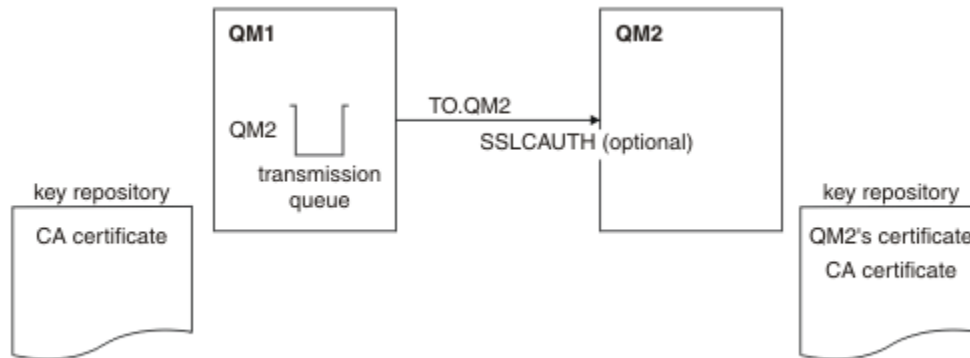 QM1
QM2
QM2
transmission
queue
TO.QM2
SSLCAUTH (optional)
key repository
CA certificate
key repository
QM2's certificate
CA certificate